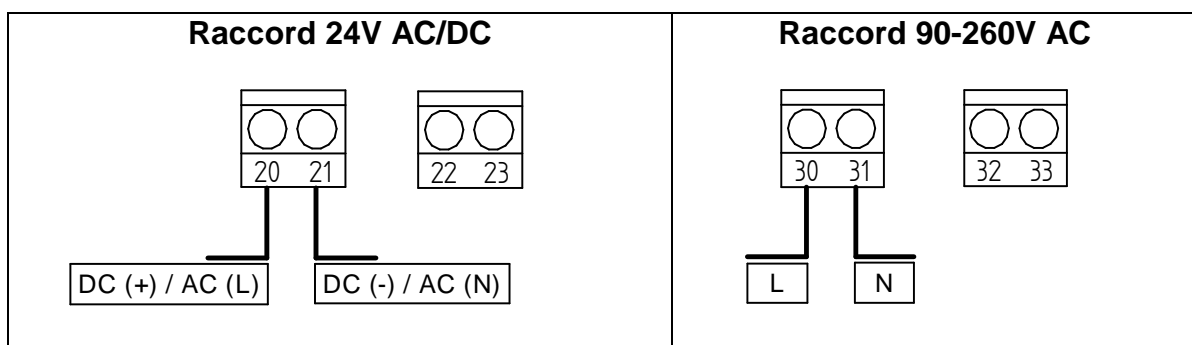 Raccord 24V AC/DC
20 21
22 23
DC (+) / AC (L)
DC (-) / AC (N)
Raccord 90-260V AC
30 31
32 33
L
N